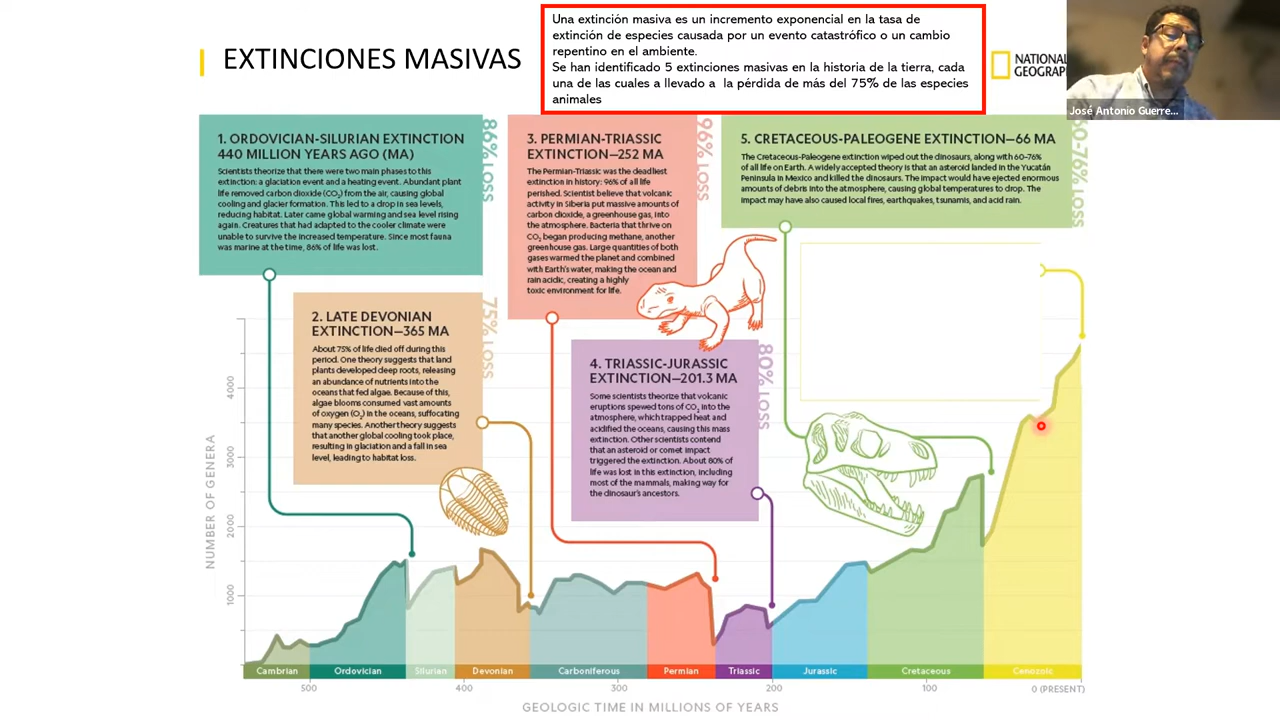 EXTINCIONES MASIVAS
Una extinción masiva es un incremento exponencial en la tasa de
extinción de especies causada por un evento catastrófico o un cambio
repentino en el ambiente.
Se han identificado 5 extinciones masivas en la historia de la tierra, cada
una de las cuales a llevado a la pérdida de más del 75% de las especies
animales
NATIONAL
José Antonio Guerre...
1. ORDOVICIAN-SILURIAN EXTINCTION
440 MILLION YEARS AGO (MA)
Scientists theorize that there were two main phases to this
extinction: a glaciation event and a heating event. Abundant plant
life removed carbon dioxide (CO2) from the air, causing global
cooling and glacier formation. This led to a drop in sea levels,
reducing habitat. Later came global warming and sea level rising
again. Creatures that had adapted to the cooler climate were
unable to survive the increased temperature. Since most fauna
was marine at the time, 86% of life was lost.
86% LOSS
2. LATE DEVONIAN
EXTINCTION—365 MA
About 75% of life died off during this
period. One theory suggests that land
plants developed deep roots, releasing
an abundance of nutrients into the
oceans that fed algae. Because of this,
algae blooms consumed vast amounts
of oxygen (O2) in the oceans, suffocating
many species. Another theory suggests
that another global cooling took place,
resulting in glaciation and a fall in sea
level, leading to habitat loss.
75% LOSS
3. PERMIAN-TRIASSIC
EXTINCTION—252 MA
The Permian-Triassic was the deadliest
extinction in history: 96% of all life
perished. Scientist believe that volcanic
activity in Siberia put massive amounts of
carbon dioxide, a greenhouse gas, into
the atmosphere. Bacteria that thrive on
CO2 began producing methane, another
greenhouse gas. Large quantities of both
gases warmed the planet and combined
with Earth's water, making the ocean and
rain acidic, creating a highly
toxic environment for life.
96% LOSS
4. TRIASSIC-JURASSIC
EXTINCTION—201.3 MA
Some scientists theorize that volcanic
eruptions spewed tons of CO2 into the
atmosphere, which trapped heat and
acidified the oceans, causing this mass
extinction. Other scientists contend
that an asteroid or comet impact
triggered the extinction. About 80% of
life was lost in this extinction, including
most of the mammals, making way for
the dinosaur's ancestors.
80% LOSS
5. CRETACEOUS-PALEOGENE EXTINCTION—66 MA
The Cretaceous-Paleogene extinction wiped out the dinosaurs, along with 60–76%
of all life on Earth. A widely accepted theory is that an asteroid landed in the Yucatán
Peninsula in Mexico and killed the dinosaurs. The impact would have ejected enormous
amounts of debris into the atmosphere, causing global temperatures to drop. The
impact may have also caused local fires, earthquakes, tsunamis, and acid rain.
LOSS
NUMBER OF GENERA
4000
3000
2000
1000
Cambrian Ordovician Silurian Devonian Carboniferous Permian Triassic Jurassic Cretaceous Cenozoic
500 400 300 200 100 0 (PRESENT)
GEOLOGIC TIME IN MILLIONS OF YEARS